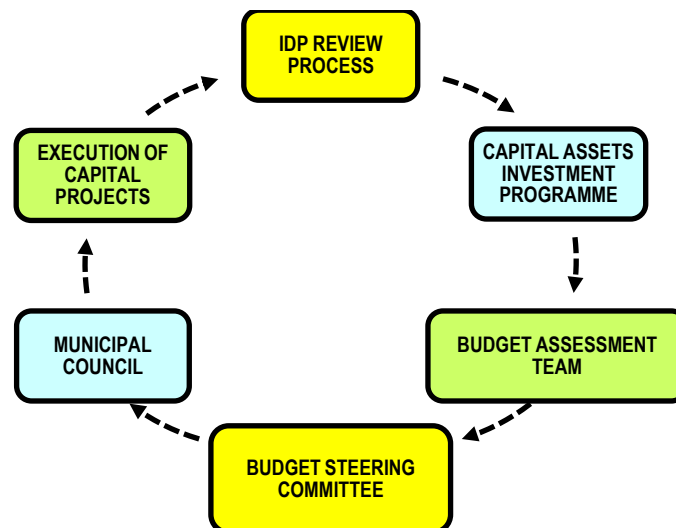 IDP REVIEW
PROCESS
CAPITAL ASSETS
INVESTMENT
PROGRAMME
BUDGET ASSESSMENT
TEAM
BUDGET STEERING
COMMITTEE
MUNICIPAL
COUNCIL
EXECUTION OF
CAPITAL
PROJECTS